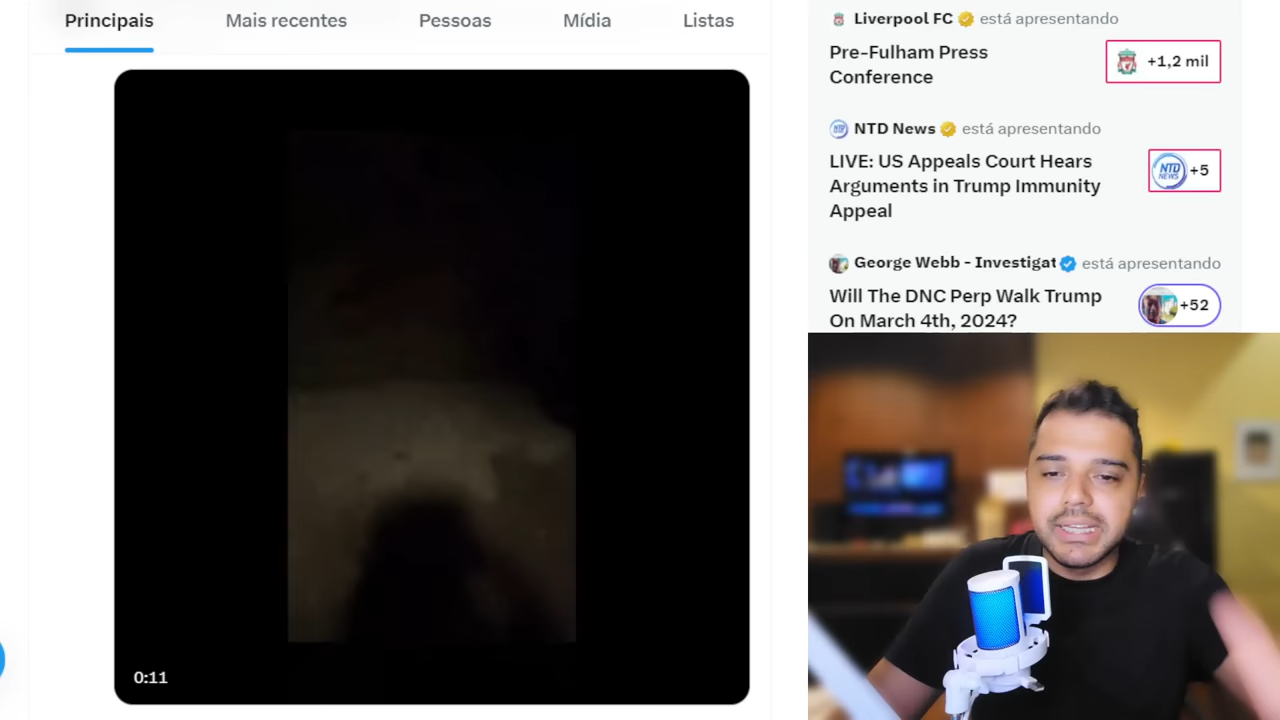 Principais
Mais recentes
Pessoas
Mídia
Listas
0:11
Liverpool FC está apresentando
Pre-Fulham Press
Conference
+1,2 mil
NTD News está apresentando
LIVE: US Appeals Court Hears
Arguments in Trump Immunity
Appeal
NTD
NEWS
+5
George Webb - Investigat está apresentando
Will The DNC Perp Walk Trump
On March 4th, 2024?
+52